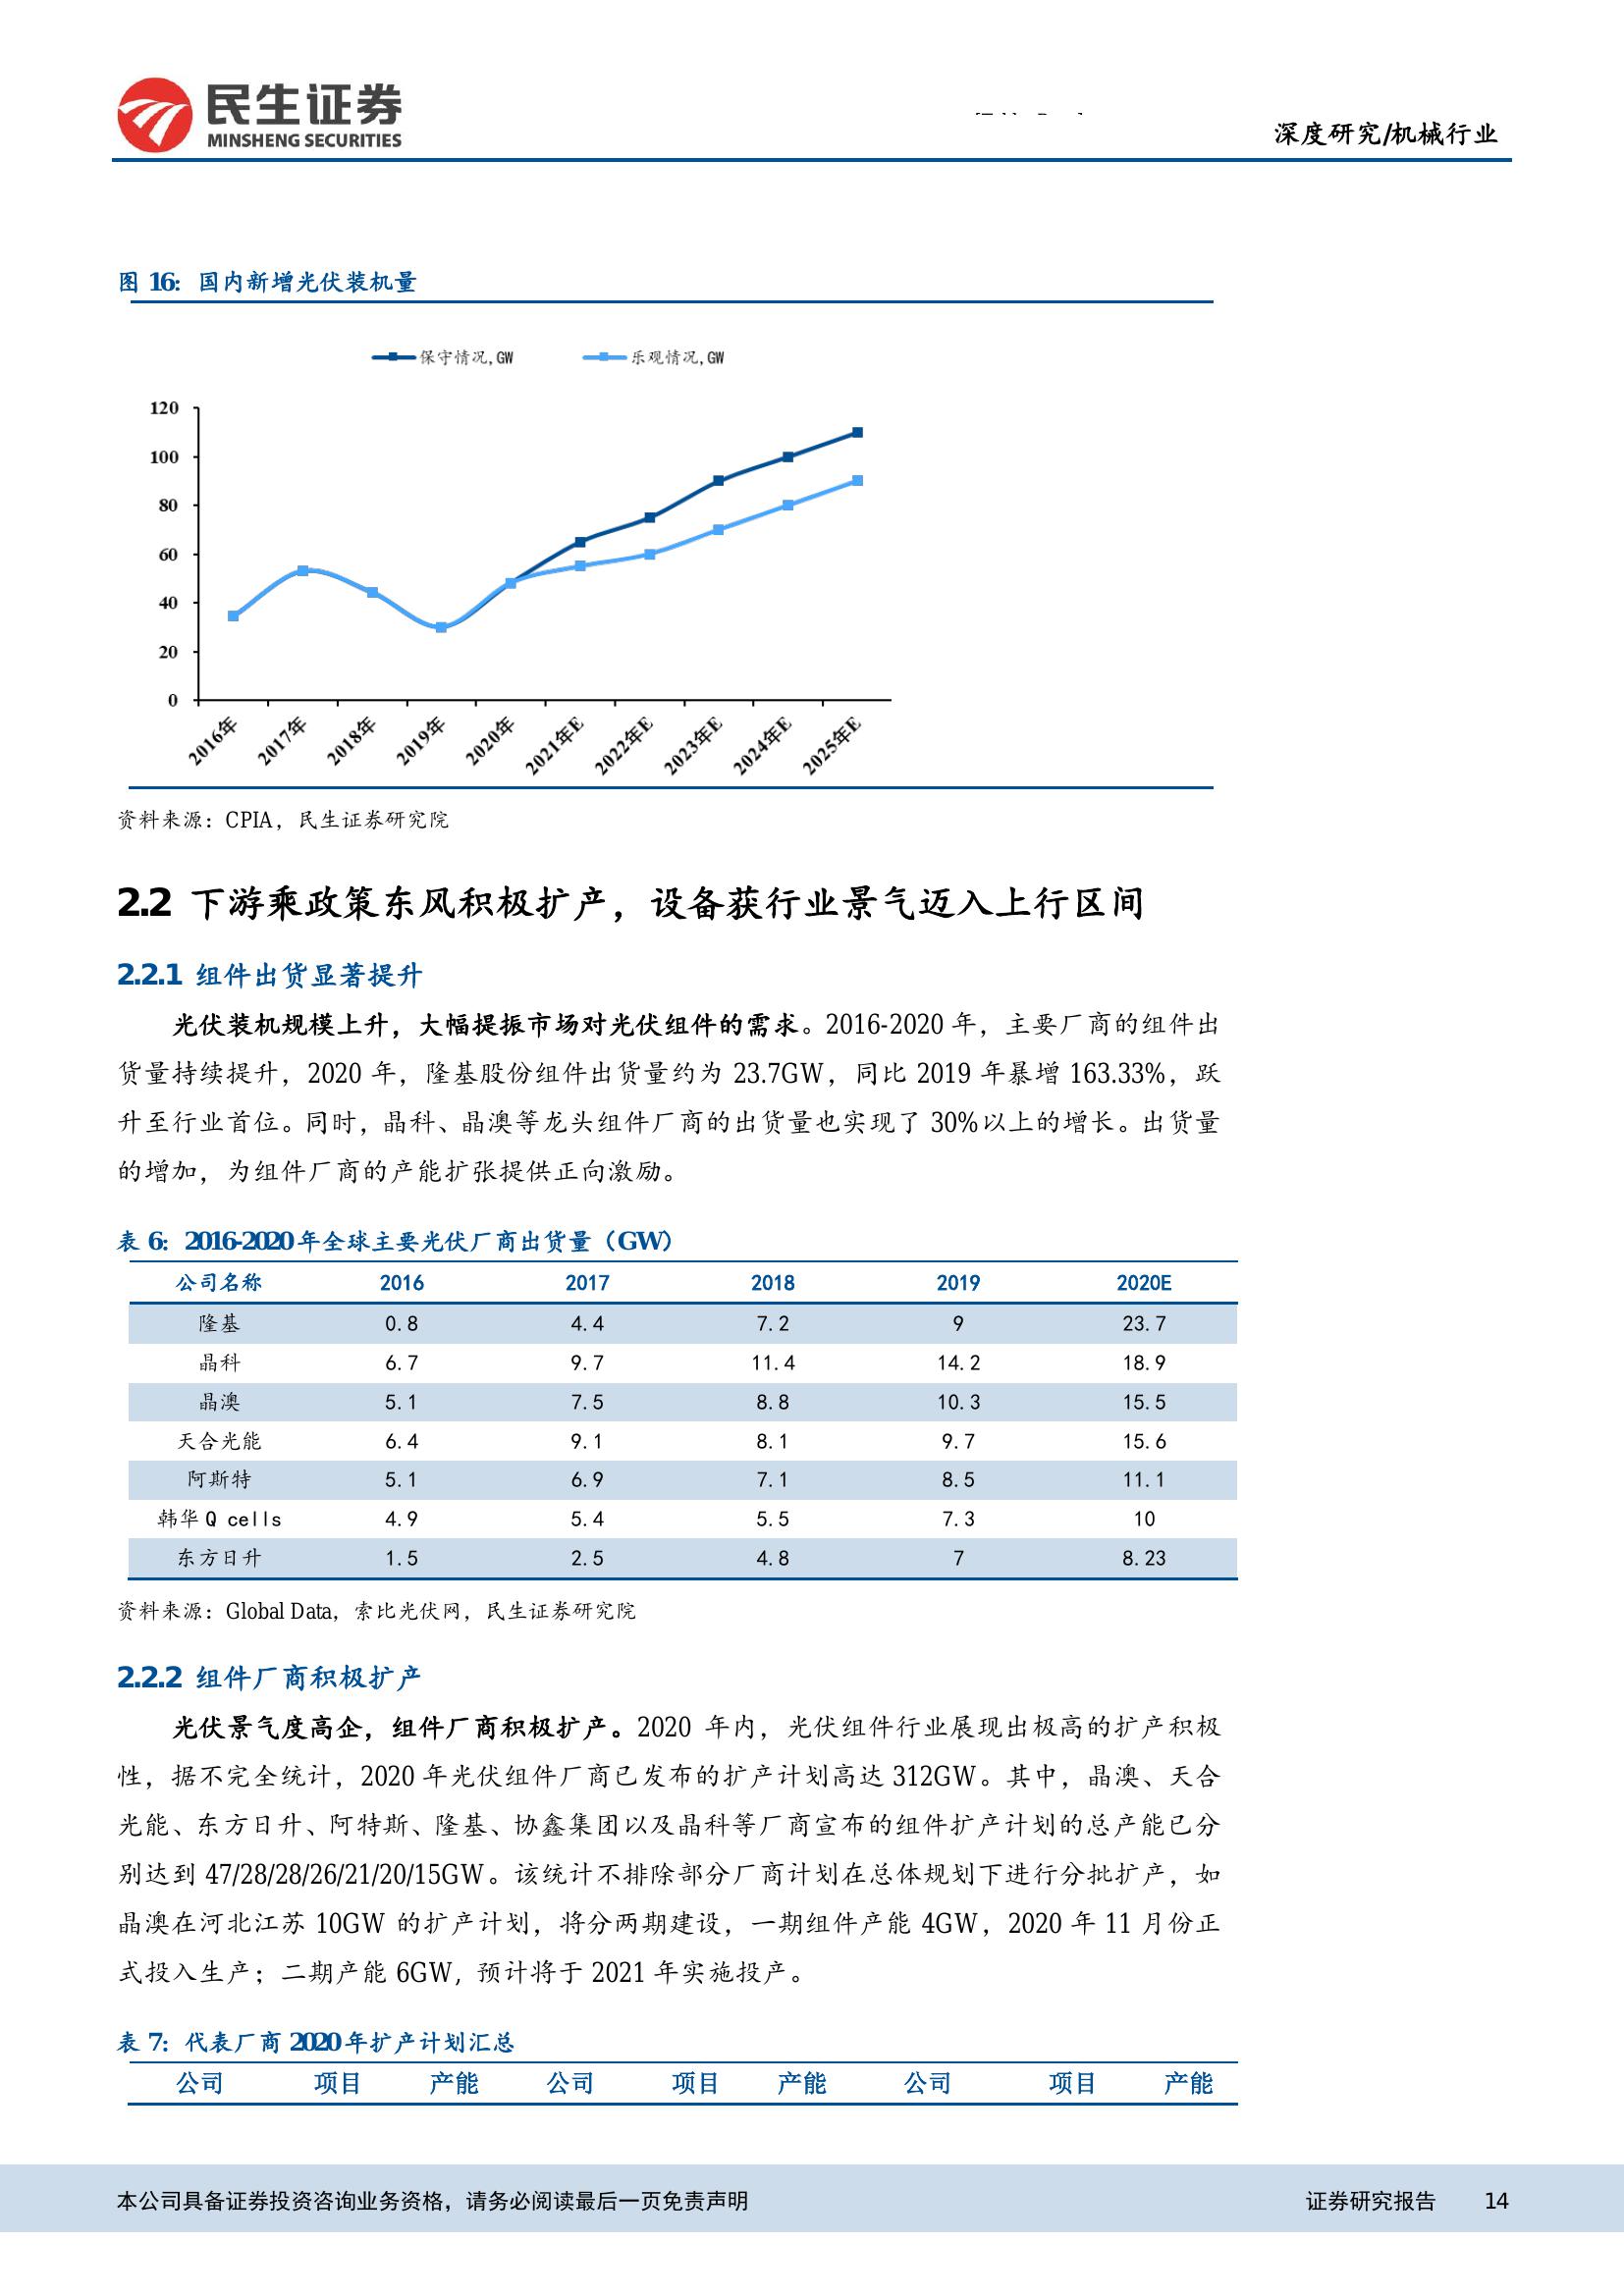 民生证券
MINSHENG SECURITIES
深度研究/机械行业
图 16：国内新增光伏装机量
保守情况,GW 乐观情况,GW
120
100
80
60
40
20
0
2016年 2017年 2018年 2019年 2020年 2021年E 2022年E 2023年E 2024年E 2025年E
资料来源：CPIA，民生证券研究院
2.2 下游乘政策东风积极扩产，设备获行业景气迈入上行区间
2.2.1 组件出货显著提升
光伏装机规模上升，大幅提振市场对光伏组件的需求。2016-2020 年，主要厂商的组件出
货量持续提升，2020 年，隆基股份组件出货量约为 23.7GW，同比 2019 年暴增 163.33%，跃
升至行业首位。同时，晶科、晶澳等龙头组件厂商的出货量也实现了 30%以上的增长。出货量
的增加，为组件厂商的产能扩张提供正向激励。
表 6：2016-2020 年全球主要光伏厂商出货量（GW）
公司名称 2016 2017 2018 2019 2020E
隆基 0.8 4.4 7.2 9 23.7
晶科 6.7 9.7 11.4 14.2 18.9
晶澳 5.1 7.5 8.8 10.3 15.5
天合光能 6.4 9.1 8.1 9.7 15.6
阿斯特 5.1 6.9 7.1 8.5 11.1
韩华 Q cells 4.9 5.4 5.5 7.3 10
东方日升 1.5 2.5 4.8 7 8.23
资料来源：Global Data，索比光伏网，民生证券研究院
2.2.2 组件厂商积极扩产
光伏景气度高企，组件厂商积极扩产。2020 年内，光伏组件行业展现出极高的扩产积极
性，据不完全统计，2020 年光伏组件厂商已发布的扩产计划高达 312GW。其中，晶澳、天合
光能、东方日升、阿特斯、隆基、协鑫集团以及晶科等厂商宣布的组件扩产计划的总产能已分
别达到 47/28/28/26/21/20/15GW。该统计不排除部分厂商计划在总体规划下进行分批扩产，如
晶澳在河北江苏 10GW 的扩产计划，将分两期建设，一期组件产能 4GW，2020 年 11 月份正
式投入生产；二期产能 6GW，预计将于 2021 年实施投产。
表 7：代表厂商 2020 年扩产计划汇总
公司 项目 产能 公司 项目 产能 公司 项目 产能
本公司具备证券投资咨询业务资格，请务必阅读最后一页免责声明 证券研究报告 14